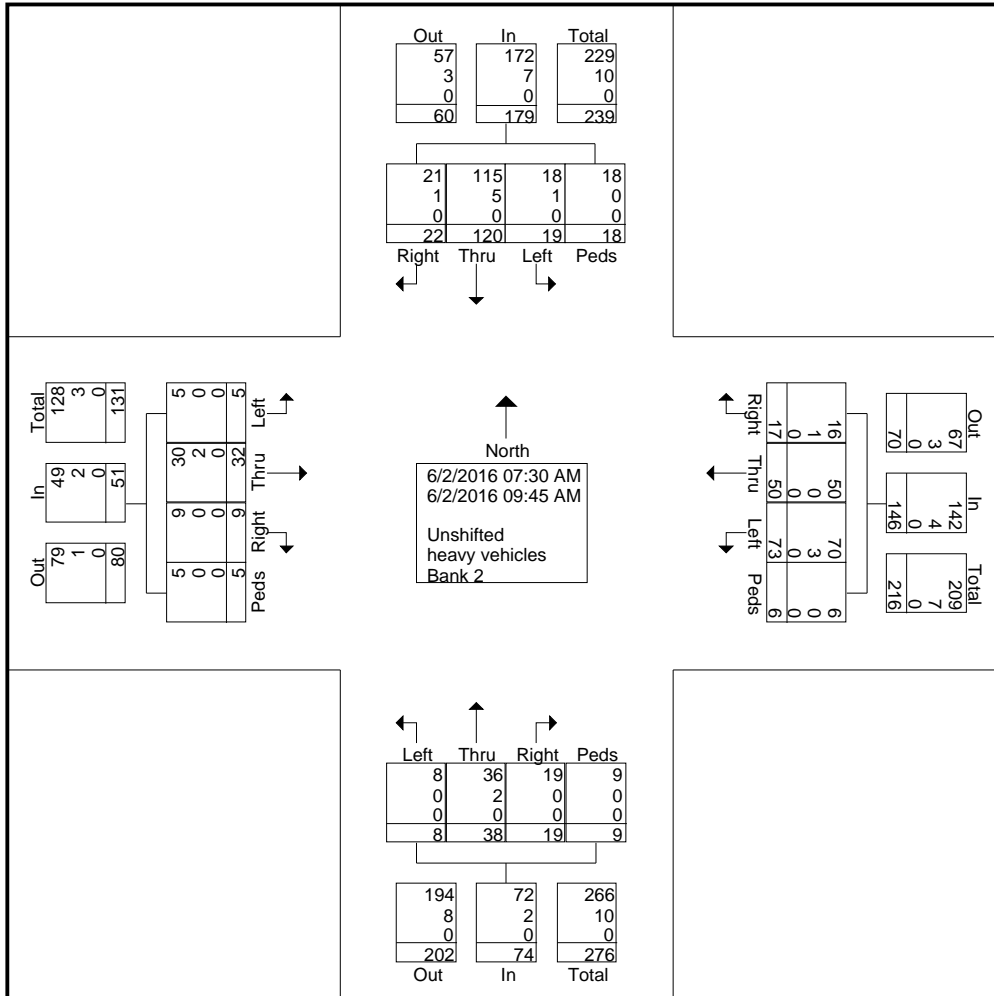 Out In Total
57 172 229
3 7 10
0 0 0
60 179 239
21 115 18 18
1 5 1 0
0 0 0 0
22 120 19 18
Right Thru Left Peds
Total
128
3
0
131
In
49
2
0
51
Out
79
1
0
80
5
0
0
5
Left
30
2
0
32
Thru
9
0
0
9
Right
5
0
0
5
Peds
North
6/2/2016 07:30 AM
6/2/2016 09:45 AM
Unshifted
heavy vehicles
Bank 2
Right
16
1
0
17
Thru
50
0
0
50
Left
70
3
0
73
Peds
6
0
0
6
Out
67
3
0
70
In
142
4
0
146
Total
209
7
0
216
Left Thru Right Peds
8 36 19 9
0 2 0 0
0 0 0 0
8 38 19 9
194 72 266
8 2 10
0 0 0
202 74 276
Out In Total